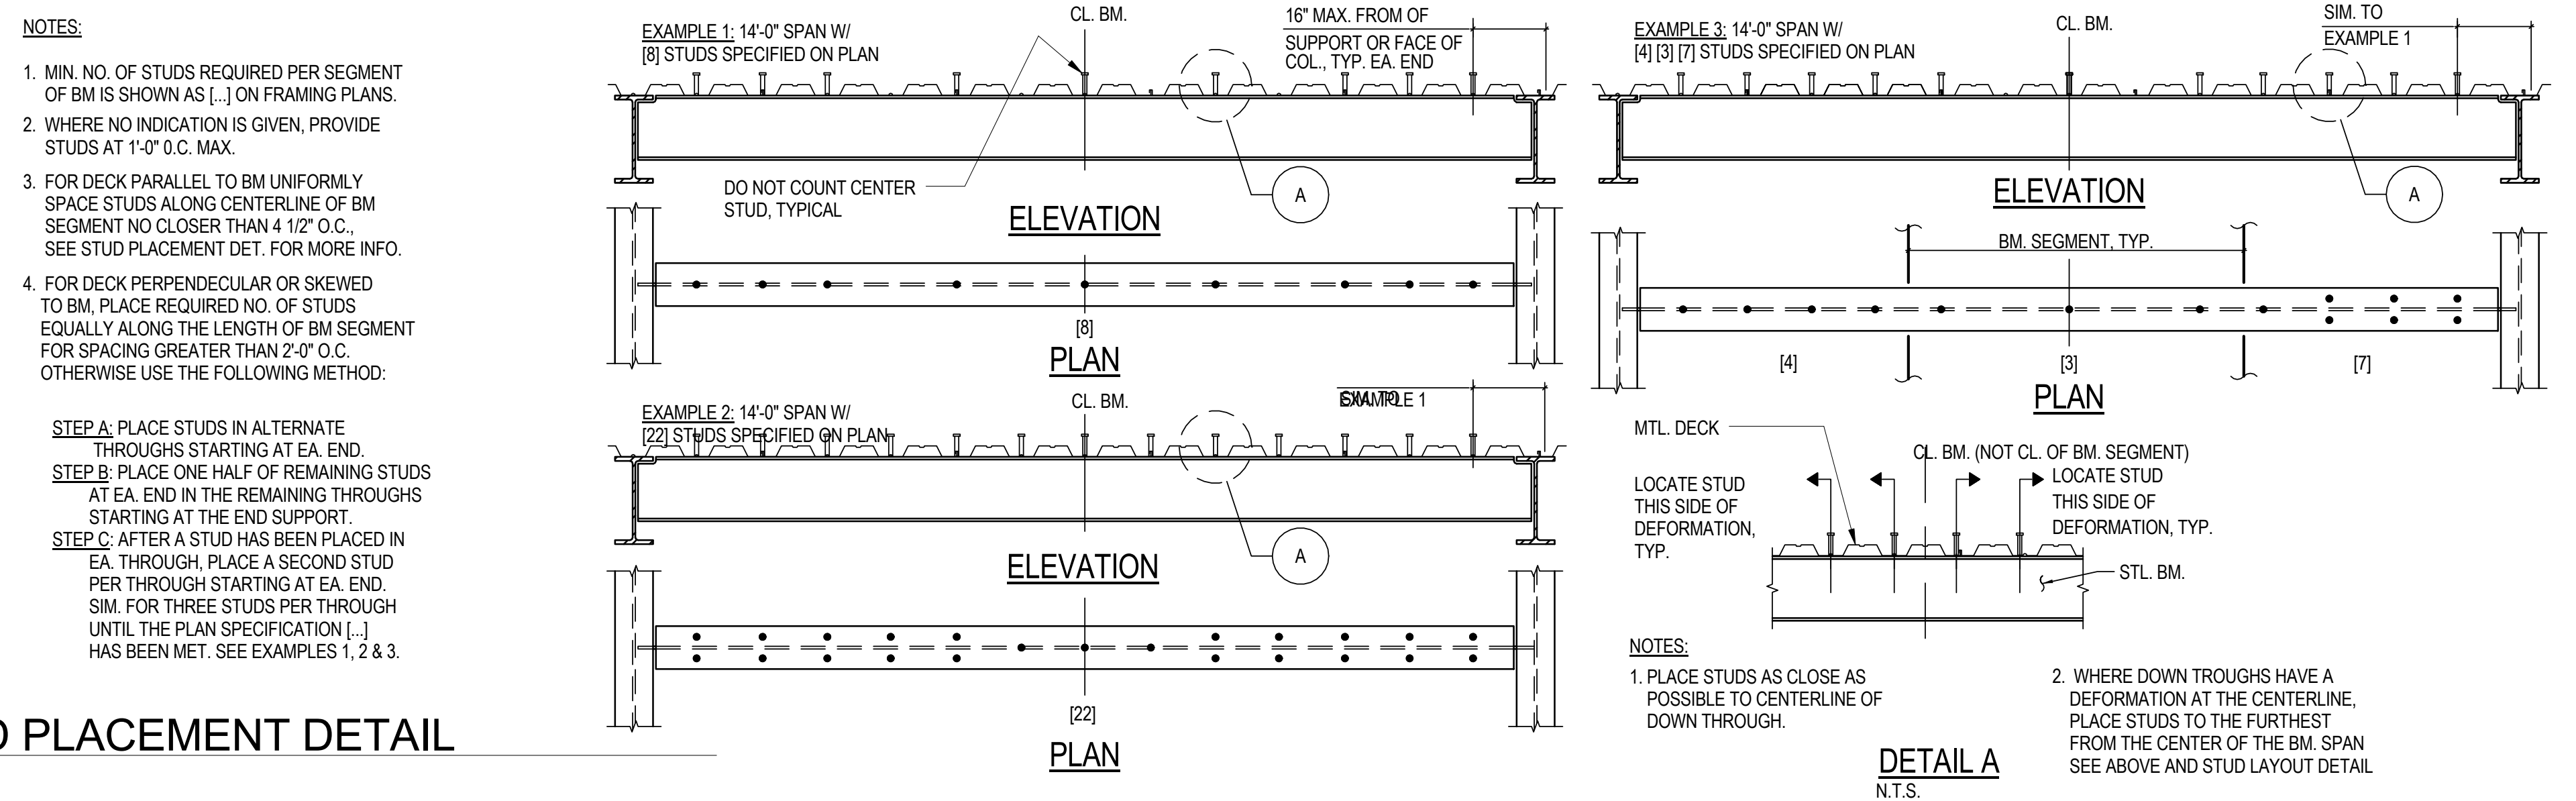 NOTES:
1. MIN. NO. OF STUDS REQUIRED PER SEGMENT
OF BM IS SHOWN AS [...] ON FRAMING PLANS.
2. WHERE NO INDICATION IS GIVEN, PROVIDE
STUDS AT 1'-0" 0.C. MAX.
3. FOR DECK PARALLEL TO BM UNIFORMLY
SPACE STUDS ALONG CENTERLINE OF BM
SEGMENT NO CLOSER THAN 4 1/2" O.C.,
SEE STUD PLACEMENT DET. FOR MORE INFO.
4. FOR DECK PERPENDECULAR OR SKEWED
TO BM, PLACE REQUIRED NO. OF STUDS
EQUALLY ALONG THE LENGTH OF BM SEGMENT
FOR SPACING GREATER THAN 2'-0" O.C.
OTHERWISE USE THE FOLLOWING METHOD:
STEP A: PLACE STUDS IN ALTERNATE
THROUGHS STARTING AT EA. END.
STEP B: PLACE ONE HALF OF REMAINING STUDS
AT EA. END IN THE REMAINING THROUGHS
STARTING AT THE END SUPPORT.
STEP C: AFTER A STUD HAS BEEN PLACED IN
EA. THROUGH, PLACE A SECOND STUD
PER THROUGH STARTING AT EA. END.
SIM. FOR THREE STUDS PER THROUGH
UNTIL THE PLAN SPECIFICATION [...]
HAS BEEN MET. SEE EXAMPLES 1, 2 & 3.
PLACEMENT DETAIL
EXAMPLE 1: 14'-0" SPAN W/
[8] STUDS SPECIFIED ON PLAN
CL. BM.
16" MAX. FROM OF
SUPPORT OR FACE OF
COL., TYP. EA. END
DO NOT COUNT CENTER
STUD, TYPICAL
A
ELEVATION
[8]
PLAN
EXAMPLE 2: 14'-0" SPAN W/
[22] STUDS SPECIFIED ON PLAN
CL. BM.
SIM. TO
EXAMPLE 1
A
ELEVATION
[22]
PLAN
EXAMPLE 3: 14'-0" SPAN W/
[4] [3] [7] STUDS SPECIFIED ON PLAN
CL. BM.
SIM. TO
EXAMPLE 1
A
ELEVATION
BM. SEGMENT, TYP.
[4]
[3]
[7]
PLAN
MTL. DECK
CL. BM. (NOT CL. OF BM. SEGMENT)
LOCATE STUD
THIS SIDE OF
DEFORMATION,
TYP.
LOCATE STUD
THIS SIDE OF
DEFORMATION, TYP.
STL. BM.
NOTES:
1. PLACE STUDS AS CLOSE AS
POSSIBLE TO CENTERLINE OF
DOWN THROUGH.
2. WHERE DOWN TROUGHS HAVE A
DEFORMATION AT THE CENTERLINE,
PLACE STUDS TO THE FURTHEST
FROM THE CENTER OF THE BM. SPAN
SEE ABOVE AND STUD LAYOUT DETAIL
DETAIL A
N.T.S.